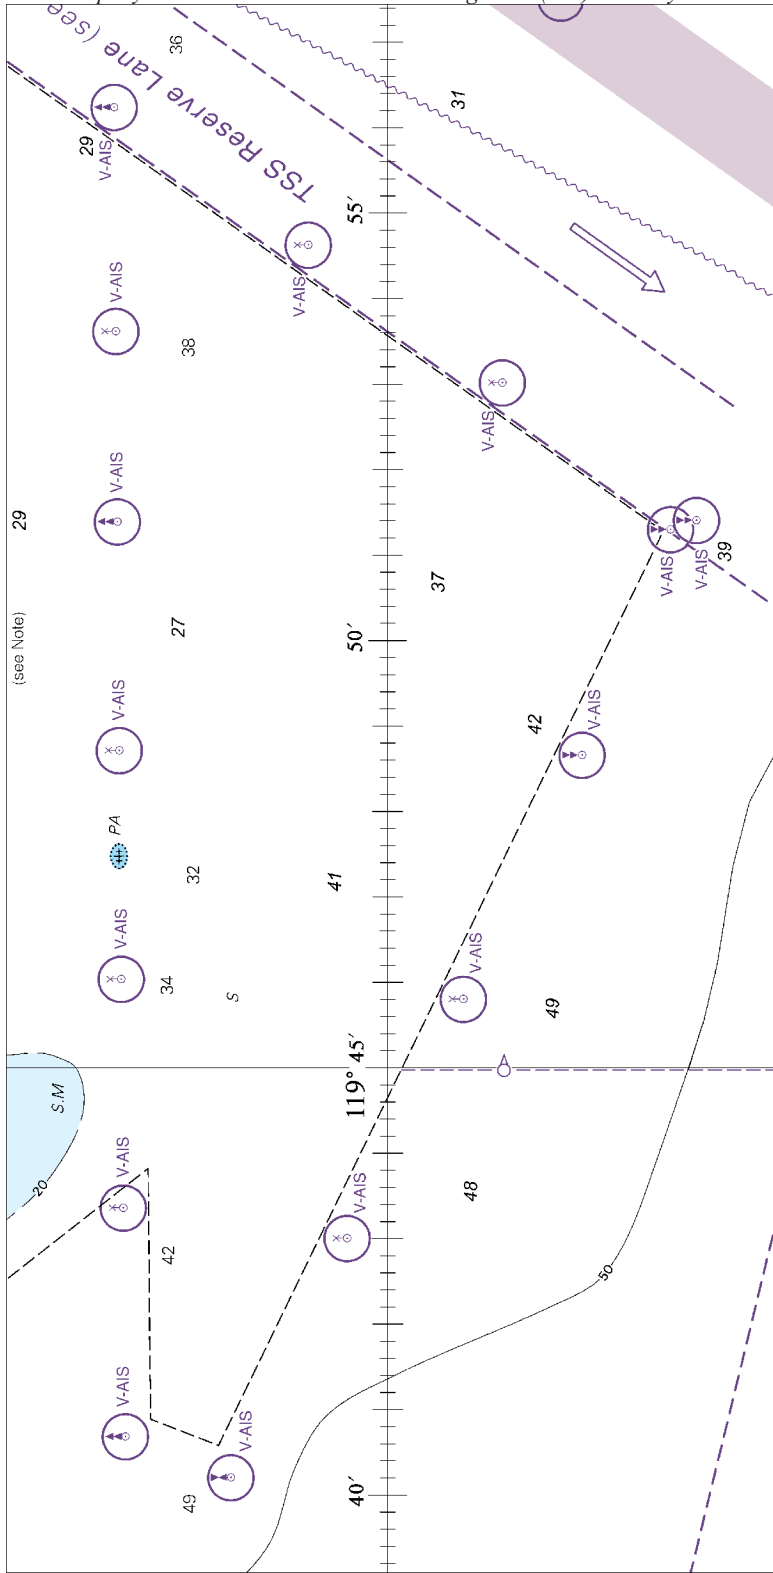 36
TSS Reserve Lane (see
31
29
V-AIS
55′
V-AIS
V-AIS
38
V-AIS
V-AIS
29
V-AIS
V-AIS
39
37
(see Note)
27
50′
V-AIS
42
V-AIS
PA
32
41
V-AIS
34
S
V-AIS
49
119° 45′
S.M
20
V-AIS
48
V-AIS
42
50
V-AIS
V-AIS
49
40′